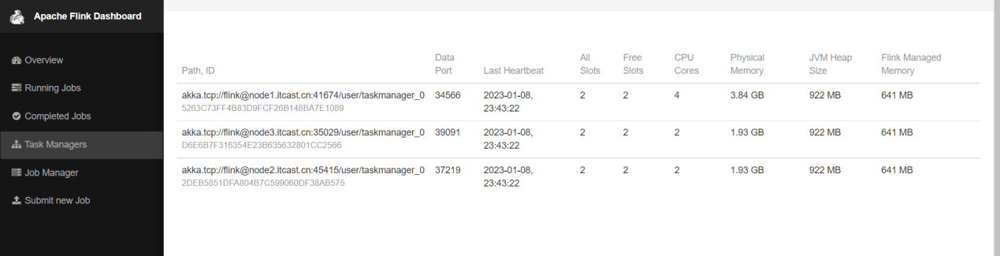 Apache Flink Dashboard
Overview
Running Jobs
Completed Jobs
Task Managers
Job Manager
Submit new Job
Path, ID Data Port Last Heartbeat All Slots Free Slots CPU Cores Physical Memory JVM Heap Size Flink Managed Memory
akka.tcp://flink@node1.itcast.cn:41674/user/taskmanager_0 34566 2023-01-08, 2 2 4 3.84 GB 922 MB 641 MB
5263C73FF4B83D9FCF26B148BA7E1089 23:43:22
akka.tcp://flink@node3.itcast.cn:35029/user/taskmanager_0 39091 2023-01-08, 2 2 2 1.93 GB 922 MB 641 MB
D6E6B7F316354E23B635632801CC2566 23:43:22
akka.tcp://flink@node2.itcast.cn:45415/user/taskmanager_0 37219 2023-01-08, 2 2 2 1.93 GB 922 MB 641 MB
2DEB5851DFA804B7C599060DF38AB575 23:43:22